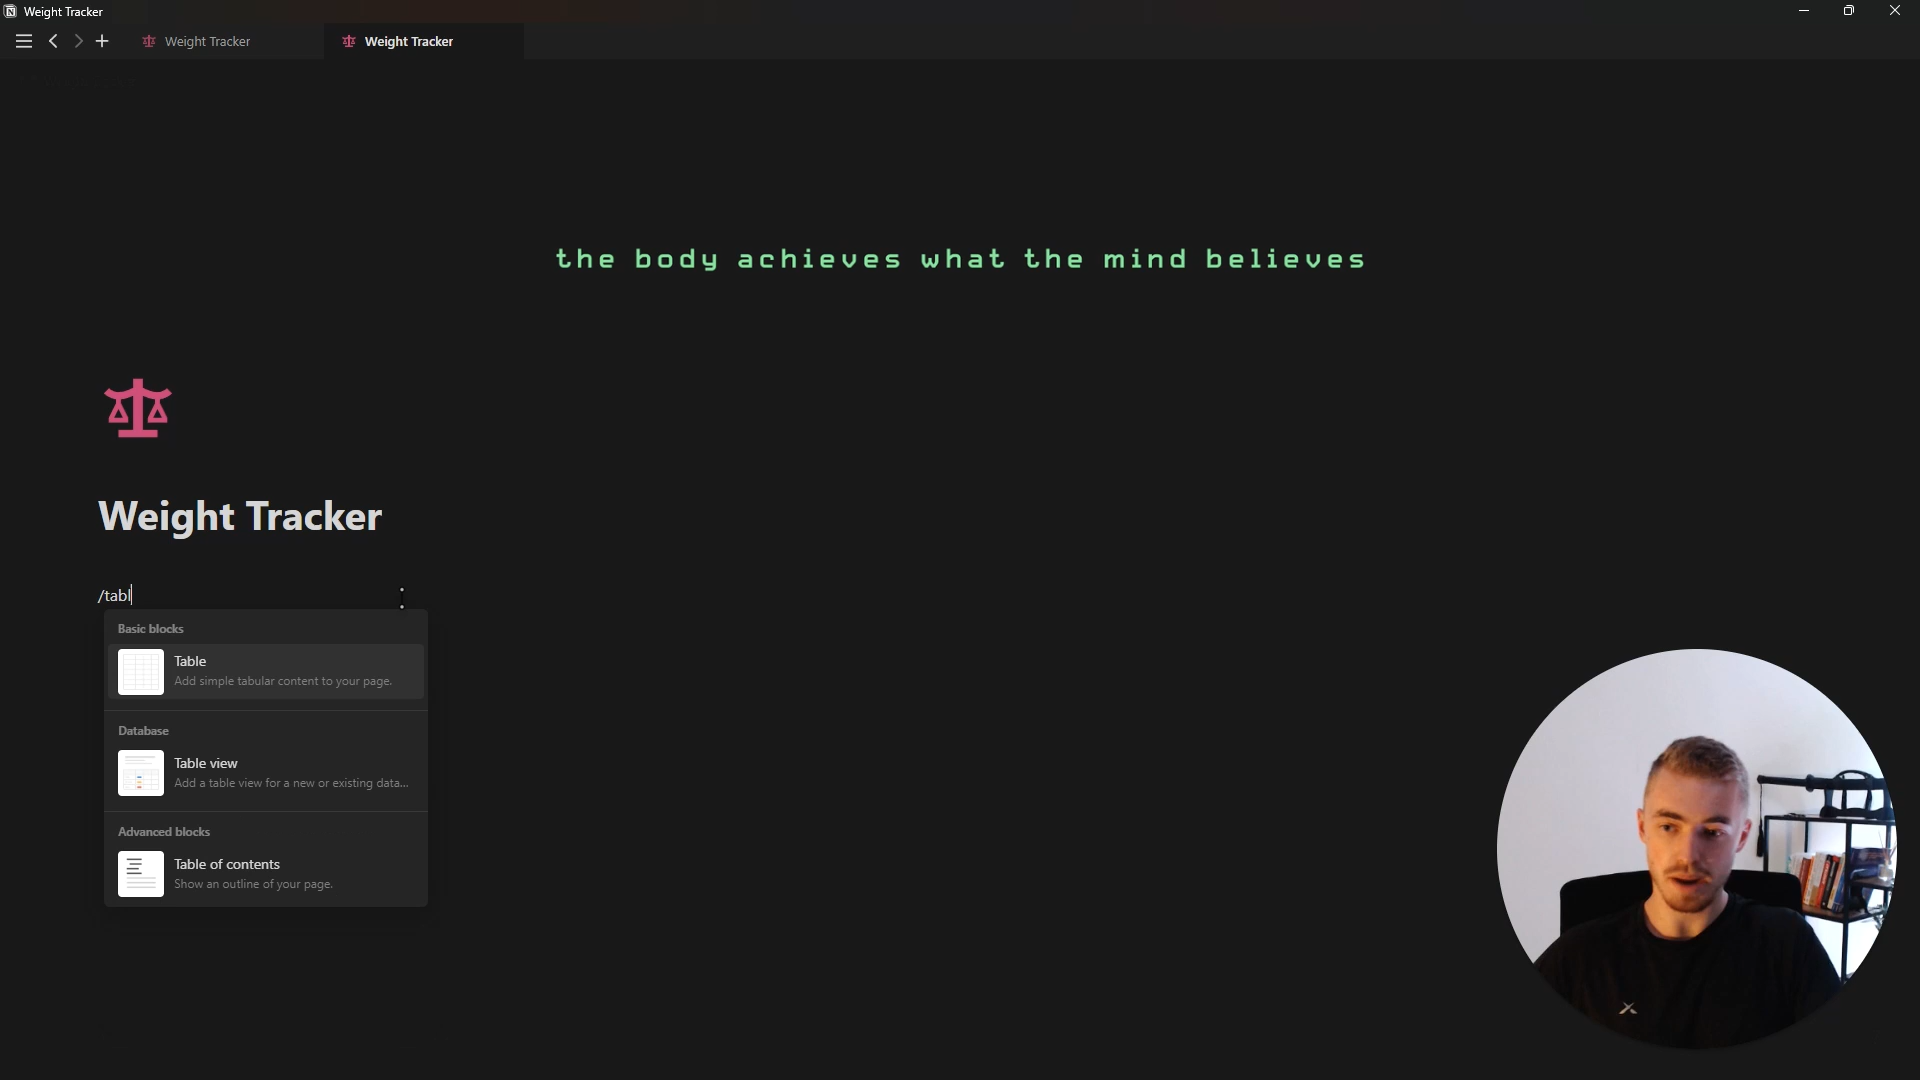 Weight Tracker
Weight Tracker
Weight Tracker
the body achieves what the mind believes
Weight Tracker
/tabl
Basic blocks
Table
Add simple tabular content to your page.
Database
Table view
Add a table view for a new or existing data...
Advanced blocks
Table of contents
Show an outline of your page.